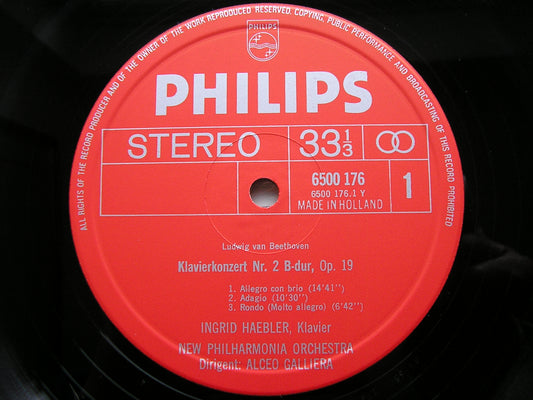 ALL RIGHTS OF THE RECORD PRODUCER AND OF THE OWNER OF THE WORK REPRODUCED RESERVED. COPYING, PUBLIC PERFORMANCE AND BROADCASTING OF THIS RECORD PROHIBITED
PHILIPS
PHILIPS
STEREO
33 1/3
6500 176
6500 176.1 Y
MADE IN HOLLAND
1
Ludwig van Beethoven
Klavierkonzert Nr. 2 B-dur, Op. 19
1. Allegro con brio (14'41'')
2. Adagio (10'30'')
3. Rondo (Molto allegro) (6'42'')
INGRID HAEBLER, Klavier
NEW PHILHARMONIA ORCHESTRA
Dirigent: ALCEO GALLIERA